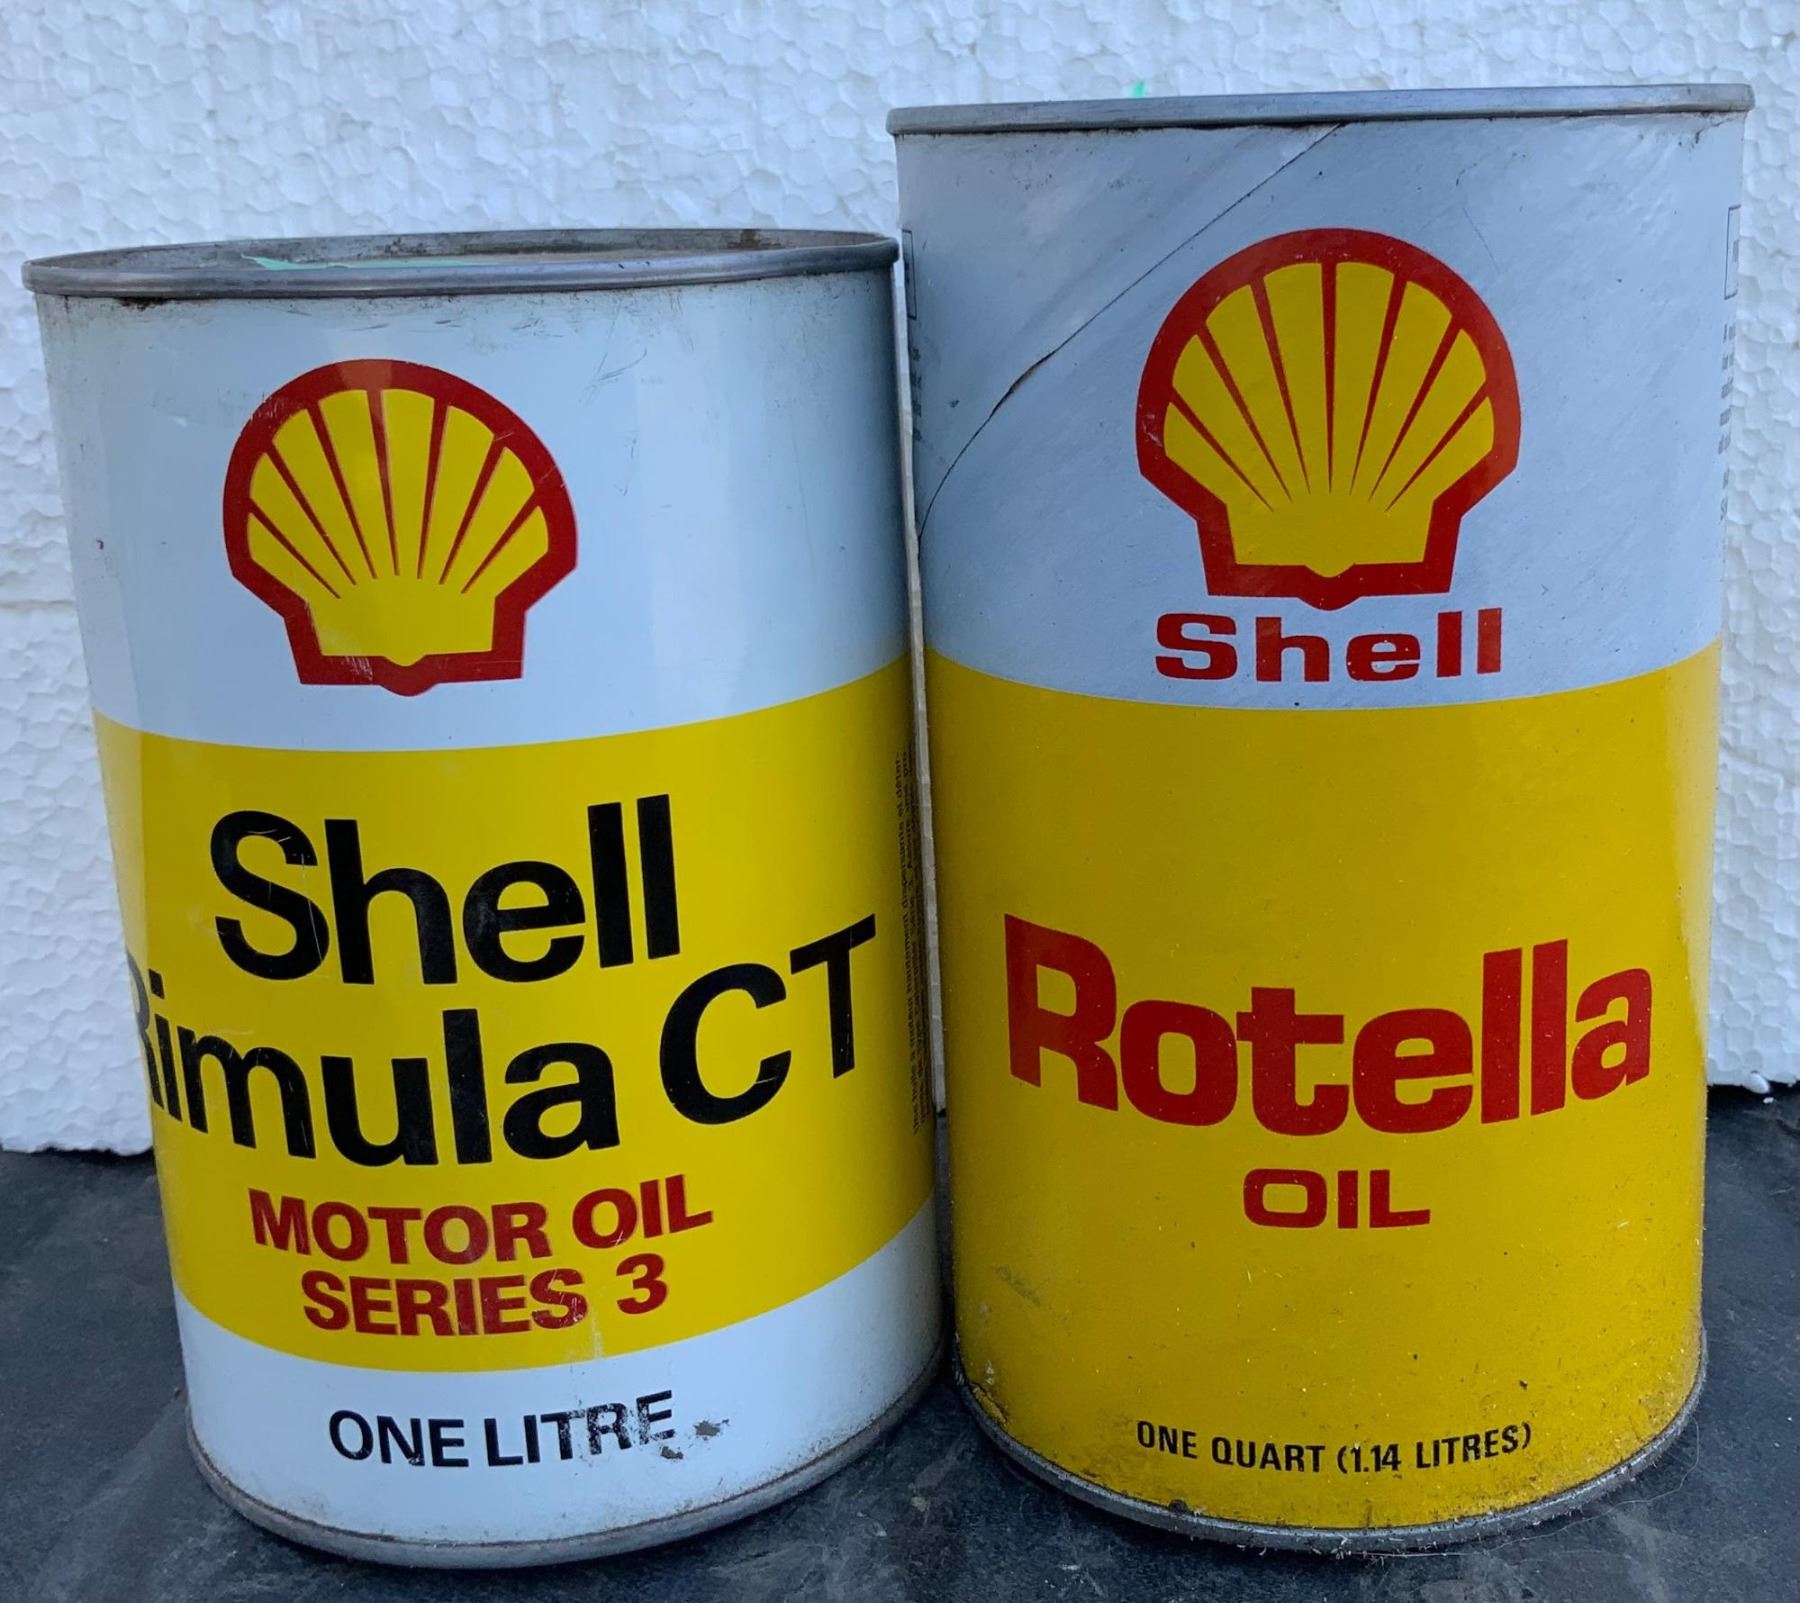 Shell
Rimula CT
MOTOR OIL
SERIES 3
ONE LITRE
Shell
Rotella
OIL
ONE QUART (1.14 LITRES)